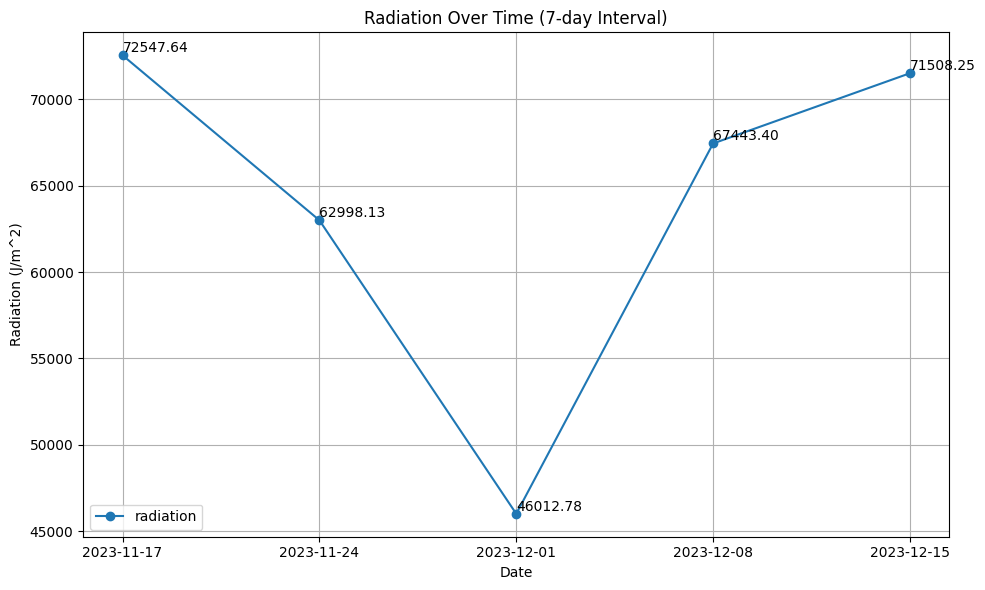 Radiation Over Time (7-day Interval)
72547.64
71508.25
70000
67443.40
65000
62998.13
60000
Radiation (J/m^2)
55000
50000
46012.78
radiation
45000
2023-11-17 2023-11-24 2023-12-01 2023-12-08 2023-12-15
Date